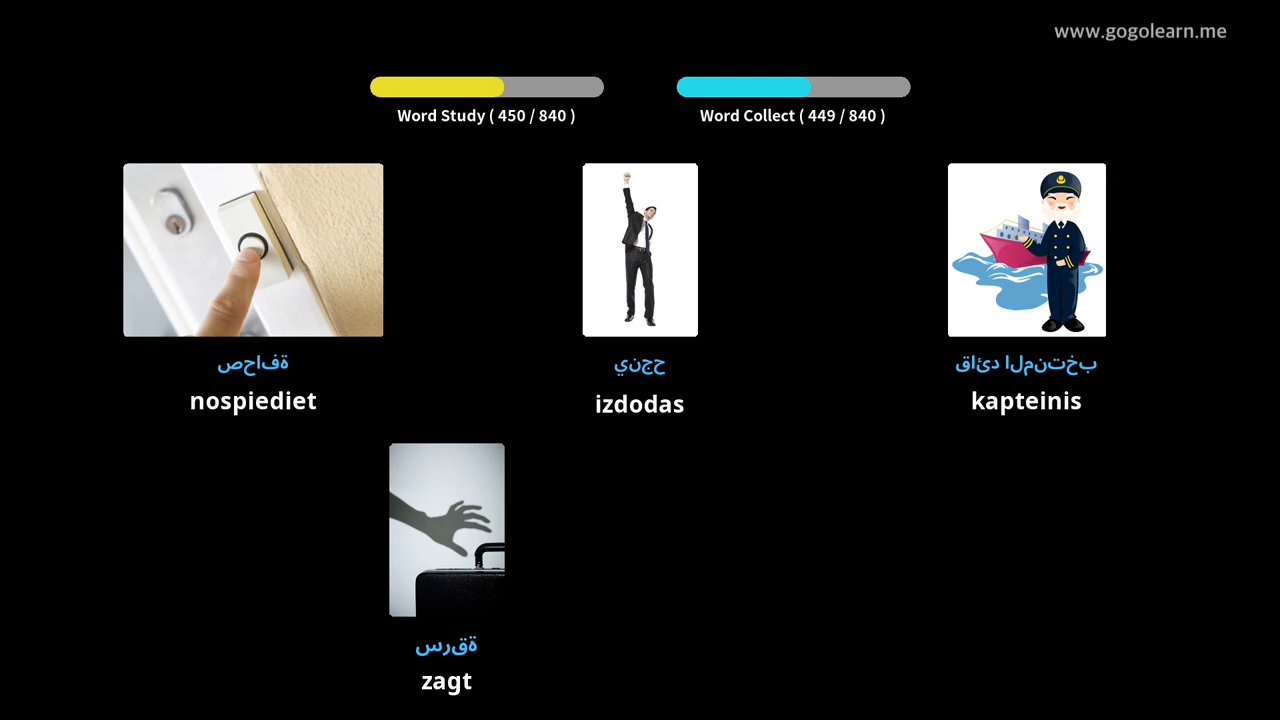 www.gogolearn.me
Word Study ( 450 / 840 )
Word Collect ( 449 / 840 )
صحافة
nospiediet
ينجح
izdodas
قائد المنتخب
kapteinis
سرقة
zagt